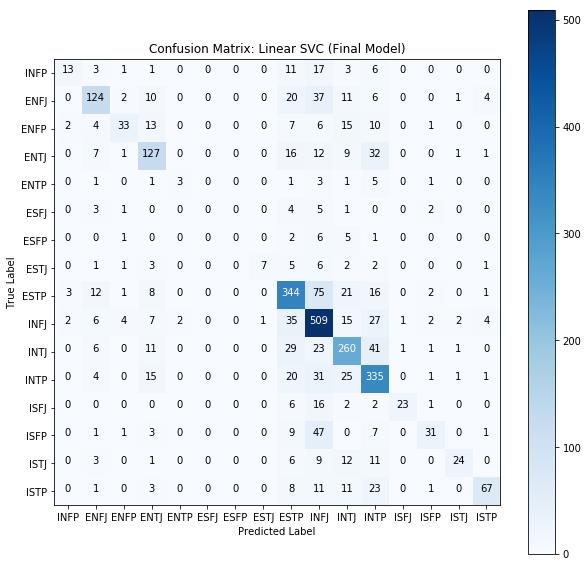 Confusion Matrix: Linear SVC (Final Model)
INFP 13 3 1 1 0 0 0 0 11 17 3 6 0 0 0 0
ENFJ 0 124 2 10 0 0 0 0 20 37 11 6 0 0 1 4
ENFP 2 4 33 13 0 0 0 0 7 6 15 10 0 1 0 0
ENTJ 0 7 1 127 0 0 0 0 16 12 9 32 0 0 1 1
ENTP 0 1 0 1 3 0 0 0 1 3 1 5 0 1 0 0
ESFJ 0 3 1 0 0 0 0 0 4 5 1 0 0 2 0 0
ESFP 0 0 1 0 0 0 0 0 2 6 5 1 0 0 0 0
ESTJ 0 1 1 3 0 0 0 7 5 6 2 2 0 0 0 1
ESTP 3 12 1 8 0 0 0 0 344 75 21 16 0 2 0 1
INFJ 2 6 4 7 2 0 0 1 35 509 15 27 1 2 2 4
INTJ 0 6 0 11 0 0 0 0 29 23 260 41 1 1 1 0
INTP 0 4 0 15 0 0 0 0 20 31 25 335 0 1 1 1
ISFJ 0 0 0 0 0 0 0 0 6 16 2 2 23 1 0 0
ISFP 0 1 1 3 0 0 0 0 9 47 0 7 0 31 0 1
ISTJ 0 3 0 1 0 0 0 0 6 9 12 11 0 0 24 0
ISTP 0 1 0 3 0 0 0 0 8 11 11 23 0 1 0 67
INFP ENFJ ENFP ENTJ ENTP ESFJ ESFP ESTJ ESTP INFJ INTJ INTP ISFJ ISFP ISTJ ISTP
Predicted Label
True Label
500
400
300
200
100
0